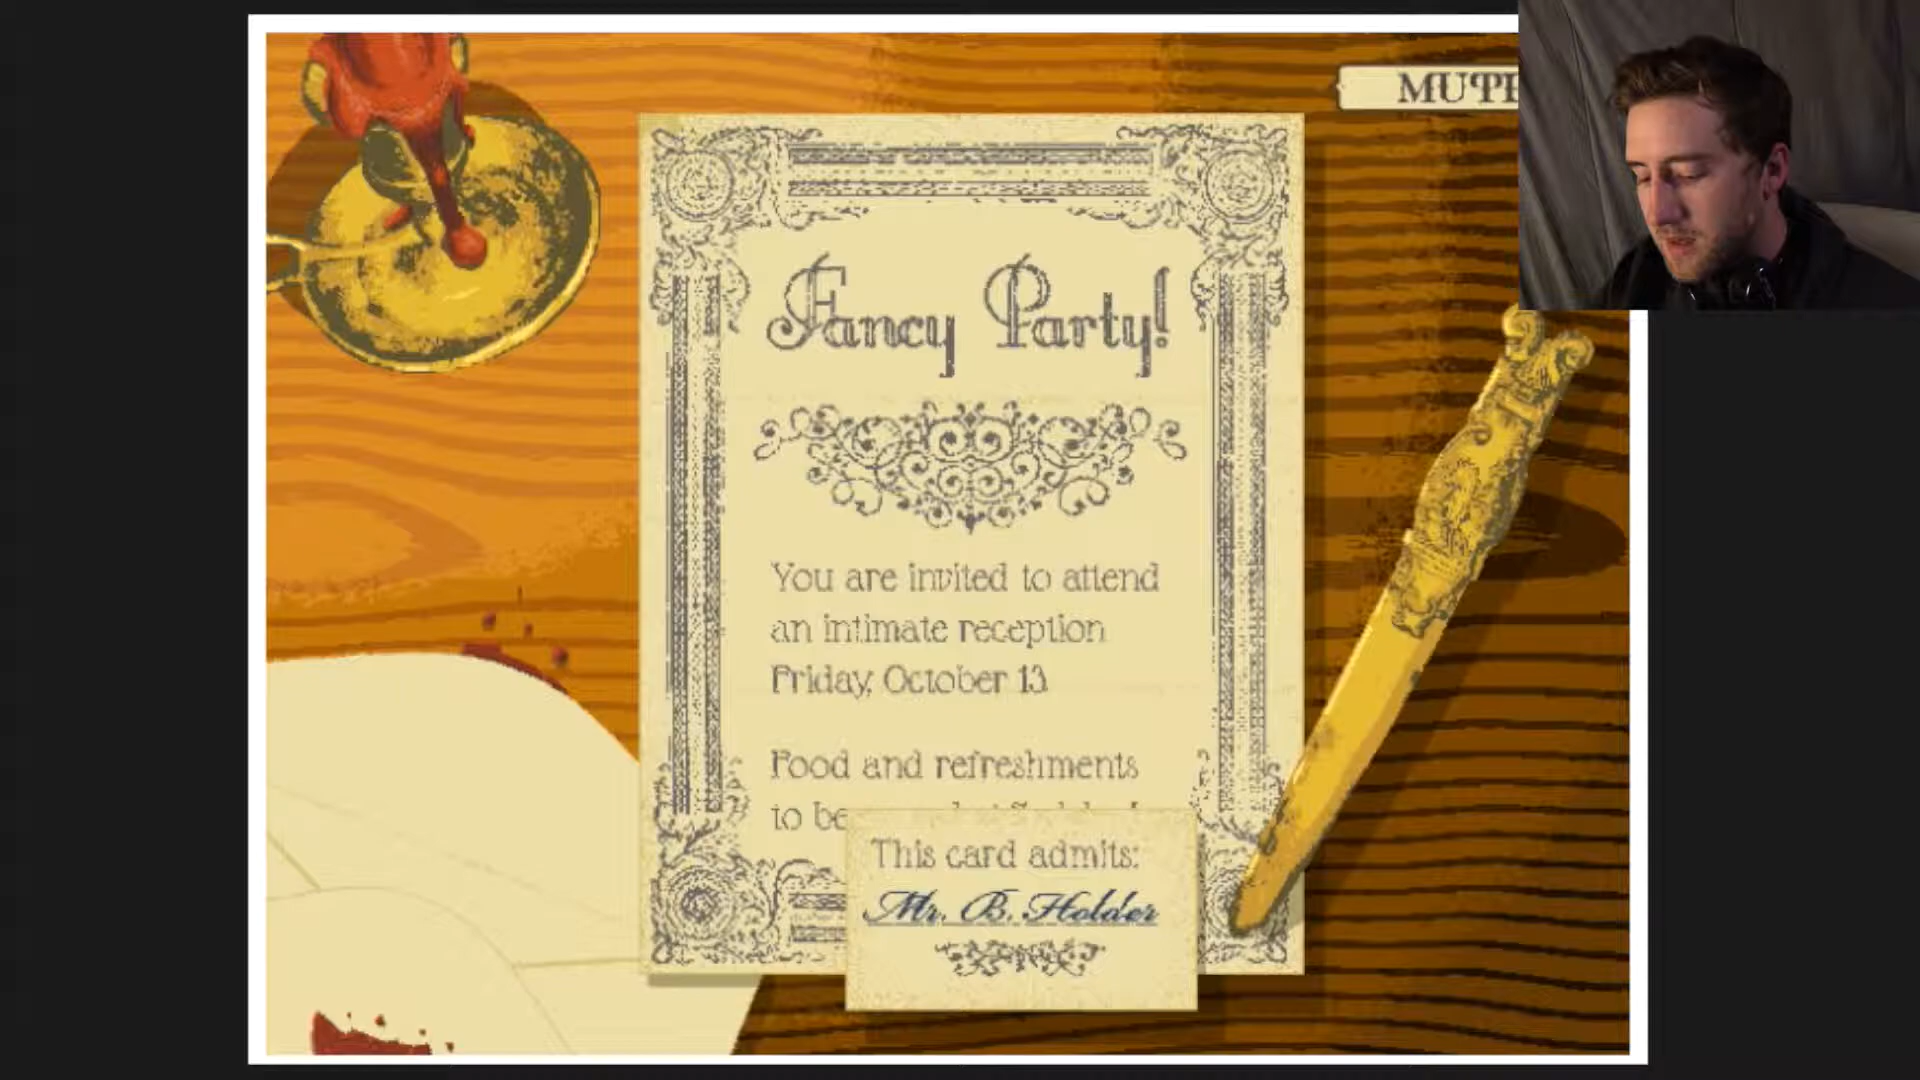 MUTE
Fancy Party!
You are invited to attend
an intimate reception
Friday, October 13
Food and refreshments
to be
This card admits:
Mr. B. Holder